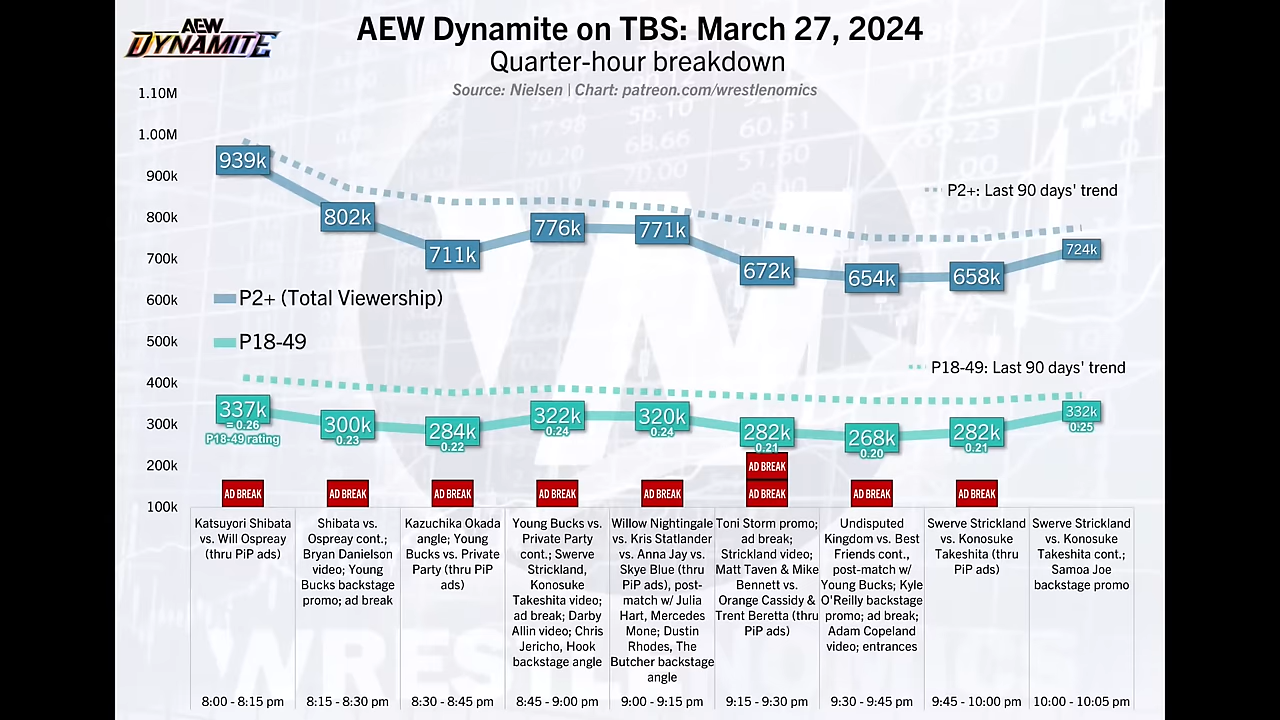 AEW
DYNAMITE
AEW Dynamite on TBS: March 27, 2024
Quarter-hour breakdown
Source: Nielsen | Chart: patreon.com/wrestlenomics
1.10M
1.00M
900k
800k
700k
600k
500k
400k
300k
200k
100k
P2+: Last 90 days' trend
939k
802k
711k
776k
771k
672k
654k
658k
724k
P2+ (Total Viewership)
P18-49
P18-49: Last 90 days' trend
337k
= 0.26
P18-49 rating
300k
0.23
284k
0.22
322k
0.24
320k
0.24
282k
0.21
268k
0.20
282k
0.21
332k
0.25
AD BREAK
AD BREAK
AD BREAK
AD BREAK
AD BREAK
AD BREAK
AD BREAK
AD BREAK
AD BREAK
Katsuyori Shibata
vs. Will Ospreay
(thru PiP ads)
8:00 - 8:15 pm
Shibata vs.
Ospreay cont.;
Bryan Danielson
video; Young
Bucks backstage
promo; ad break
8:15 - 8:30 pm
Kazuchika Okada
angle; Young
Bucks vs. Private
Party (thru PiP
ads)
8:30 - 8:45 pm
Young Bucks vs.
Private Party
cont.; Swerve
Strickland,
Konosuke
Takeshita video;
ad break; Darby
Allin video; Chris
Jericho, Hook
backstage angle
8:45 - 9:00 pm
Willow Nightingale
vs. Kris Statlander
vs. Anna Jay vs.
Skye Blue (thru
PiP ads), post-
match w/ Julia
Hart, Mercedes
Mone; Dustin
Rhodes, The
Butcher backstage
angle
9:00 - 9:15 pm
Toni Storm promo;
ad break;
Strickland video;
Matt Taven & Mike
Bennett vs.
Orange Cassidy &
Trent Beretta (thru
PiP ads)
9:15 - 9:30 pm
Undisputed
Kingdom vs. Best
Friends cont.,
post-match w/
Young Bucks; Kyle
O'Reilly backstage
promo; ad break;
Adam Copeland
video; entrances
9:30 - 9:45 pm
Swerve Strickland
vs. Konosuke
Takeshita (thru
PiP ads)
9:45 - 10:00 pm
Swerve Strickland
vs. Konosuke
Takeshita cont.;
Samoa Joe
backstage promo
10:00 - 10:05 pm
WRESTLENOMICS